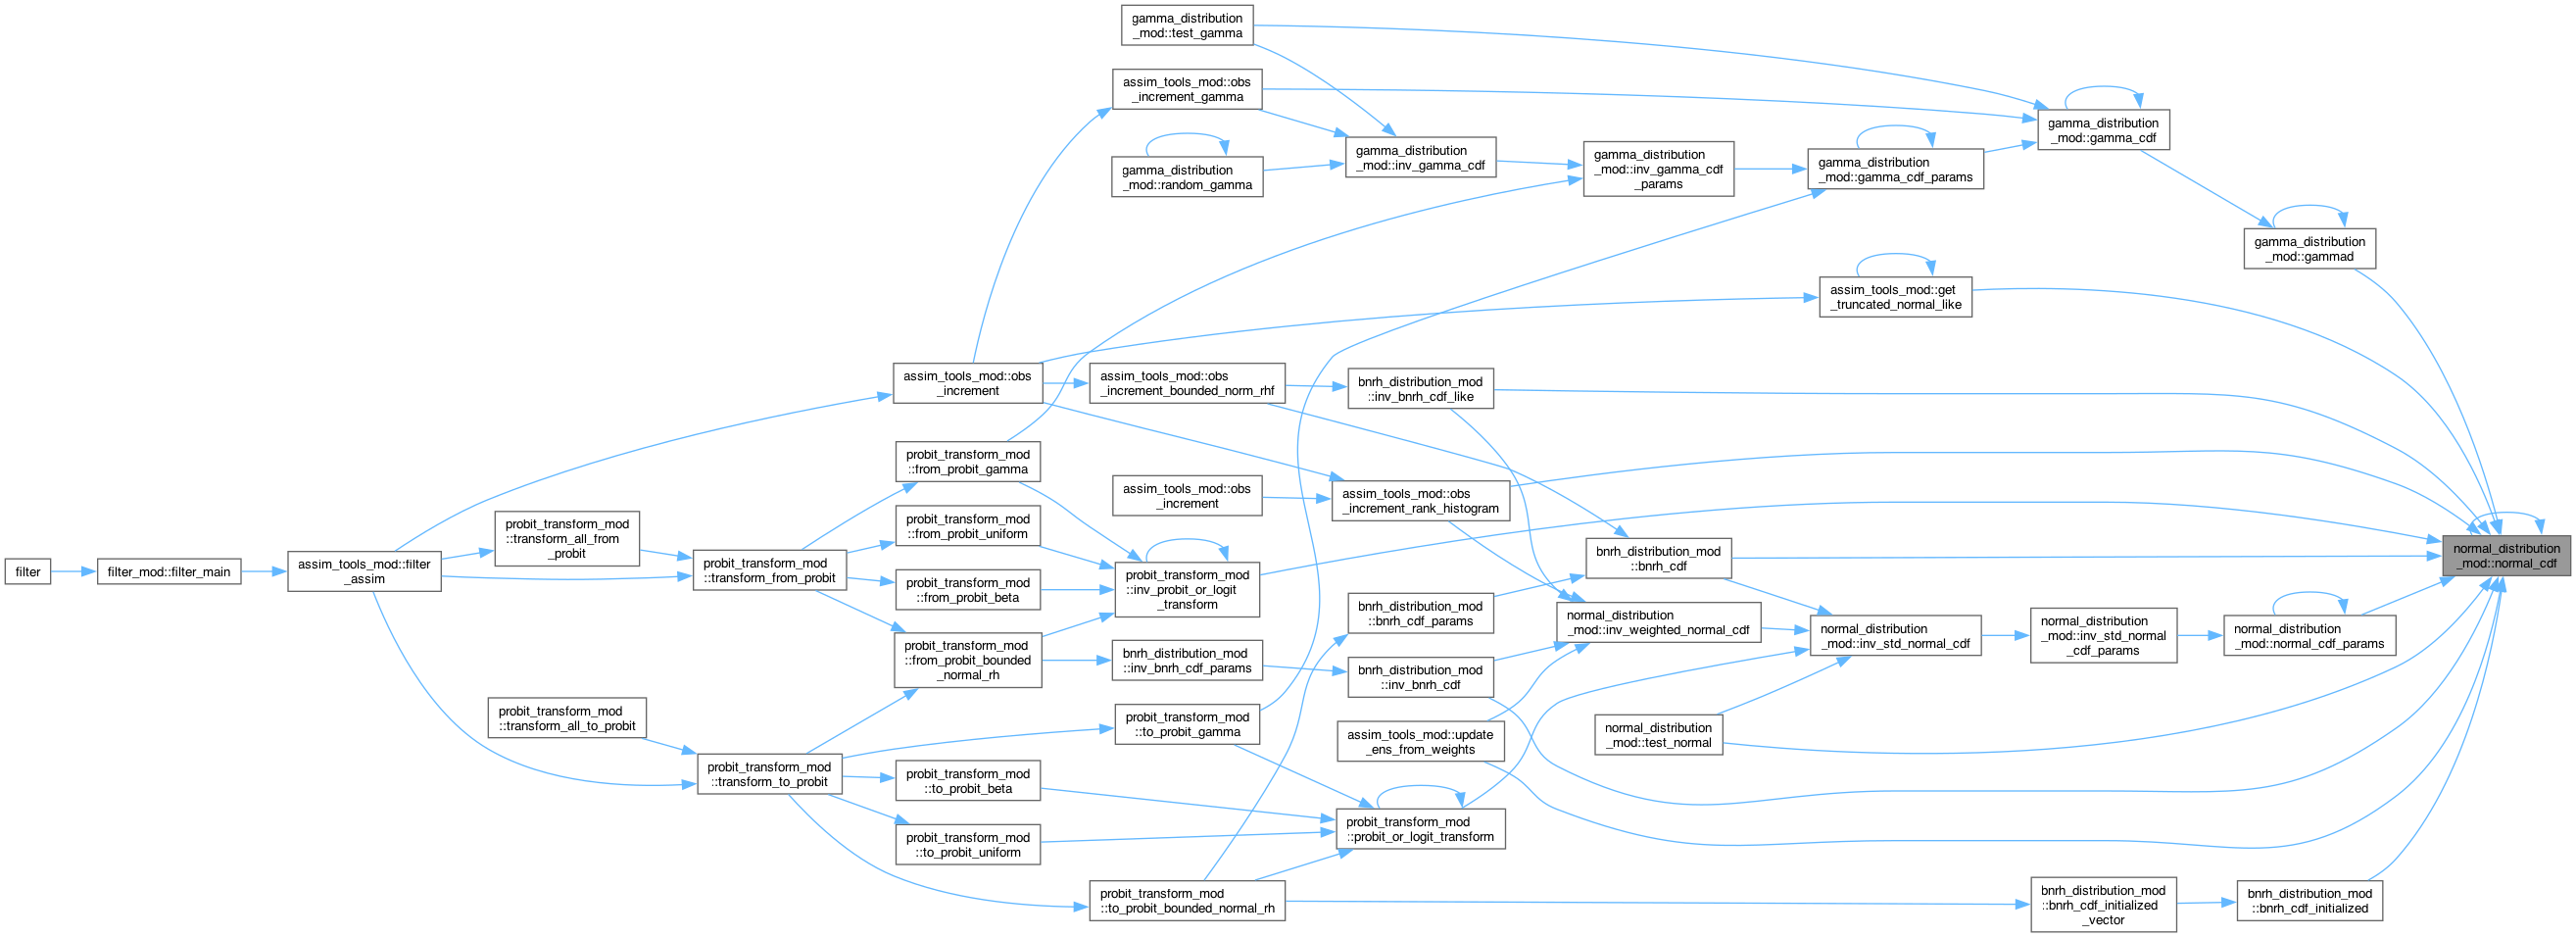 gamma_distribution
_mod::test_gamma
assim_tools_mod::obs
_increment_gamma
gamma_distribution
_mod::random_gamma
gamma_distribution
_mod::inv_gamma_cdf
gamma_distribution
_mod::inv_gamma_cdf
_params
gamma_distribution
_mod::gamma_cdf_params
gamma_distribution
_mod::gamma_cdf
gamma_distribution
_mod::gammad
assim_tools_mod::get
_truncated_normal_like
assim_tools_mod::obs
_increment
assim_tools_mod::obs
_increment_bounded_norm_rhf
bnrh_distribution_mod
::inv_bnrh_cdf_like
probit_transform_mod
::from_probit_gamma
assim_tools_mod::obs
_increment
assim_tools_mod::obs
_increment_rank_histogram
probit_transform_mod
::transform_all_from
_probit
probit_transform_mod
::from_probit_uniform
filter
filter_mod::filter_main
assim_tools_mod::filter
_assim
probit_transform_mod
::transform_from_probit
probit_transform_mod
::from_probit_beta
probit_transform_mod
::inv_probit_or_logit
_transform
bnrh_distribution_mod
::bnrh_cdf
normal_distribution
_mod::normal_cdf
bnrh_distribution_mod
::bnrh_cdf_params
normal_distribution
_mod::inv_weighted_normal_cdf
normal_distribution
_mod::inv_std_normal_cdf
normal_distribution
_mod::inv_std_normal
_cdf_params
normal_distribution
_mod::normal_cdf_params
probit_transform_mod
::from_probit_bounded
_normal_rh
bnrh_distribution_mod
::inv_bnrh_cdf_params
bnrh_distribution_mod
::inv_bnrh_cdf
probit_transform_mod
::transform_all_to_probit
probit_transform_mod
::to_probit_gamma
assim_tools_mod::update
_ens_from_weights
normal_distribution
_mod::test_normal
probit_transform_mod
::transform_to_probit
probit_transform_mod
::to_probit_beta
probit_transform_mod
::to_probit_uniform
probit_transform_mod
::probit_or_logit_transform
probit_transform_mod
::to_probit_bounded_normal_rh
bnrh_distribution_mod
::bnrh_cdf_initialized
_vector
bnrh_distribution_mod
::bnrh_cdf_initialized